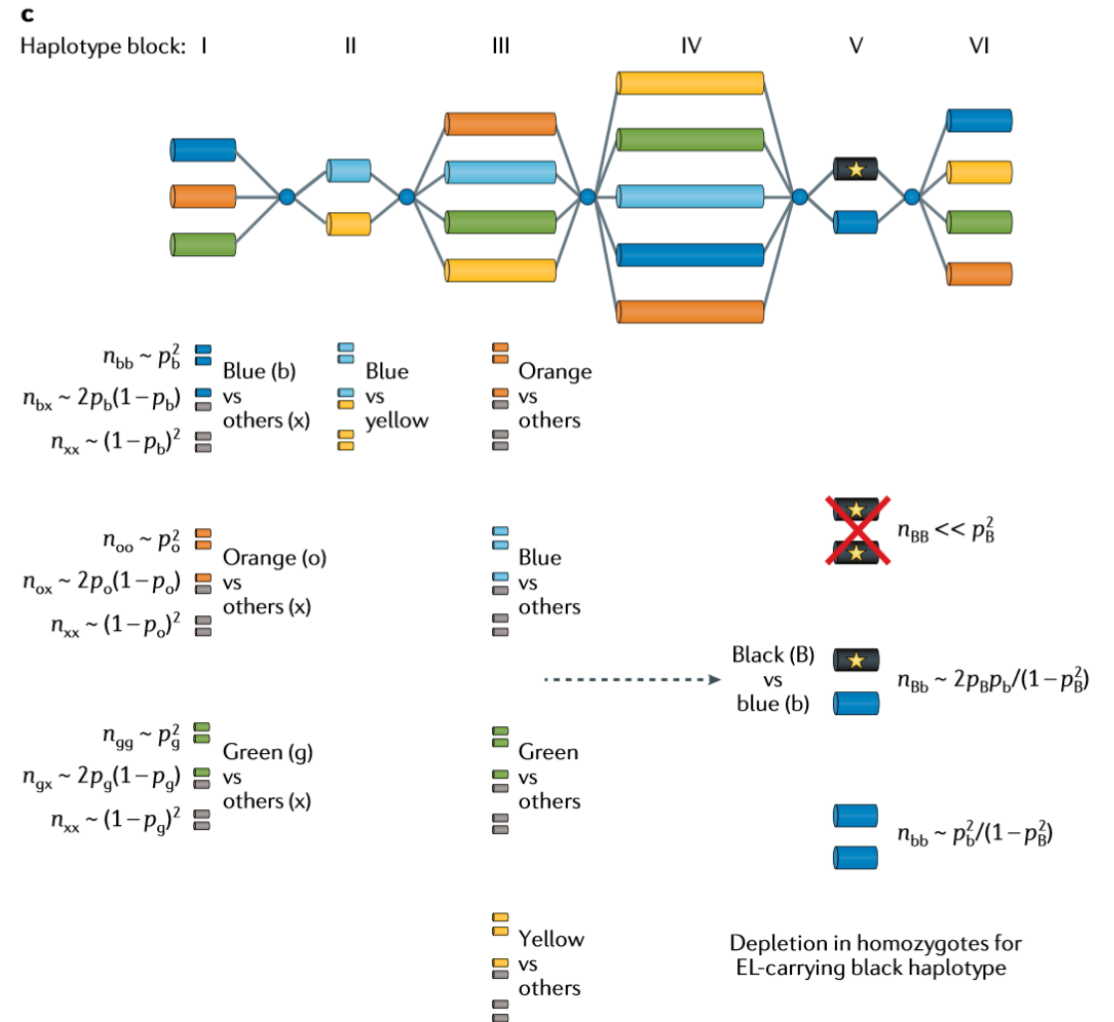 c
Haplotype block: I II III IV V VI
n_bb ~ p_b^2
n_bx ~ 2p_b(1−p_b)
n_xx ~ (1−p_b)^2
Blue (b)
vs
others (x)
Blue
vs
yellow
Orange
vs
others
n_oo ~ p_o^2
n_ox ~ 2p_o(1−p_o)
n_xx ~ (1−p_o)^2
Orange (o)
vs
others (x)
Blue
vs
others
n_BB << p_B^2
Black (B)
vs
blue (b)
n_Bb ~ 2p_Bp_b/(1−p_B^2)
n_gg ~ p_g^2
n_gx ~ 2p_g(1−p_g)
n_xx ~ (1−p_g)^2
Green (g)
vs
others (x)
Green
vs
others
n_bb ~ p_b^2/(1−p_B^2)
Yellow
vs
others
Depletion in homozygotes for
EL-carrying black haplotype